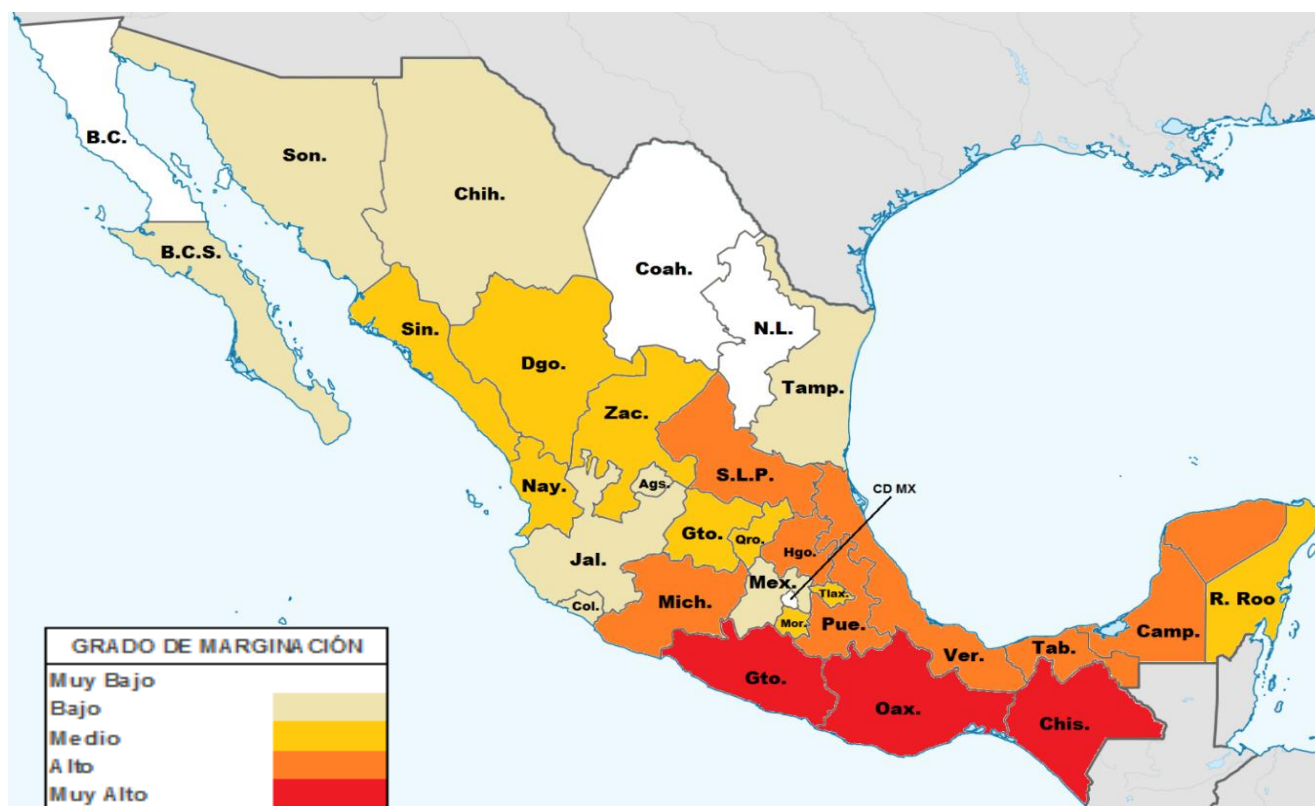 B.C.
Son.
Chih.
B.C.S.
Coah.
Sin.
N.L.
Dgo.
Tamp.
Zac.
S.L.P.
Nay.
Ags.
CD MX
Gto.
Qro.
Hgo.
Jal.
Mex.
R. Roo
Col.
Mich.
Tlax.
Mor.
Pue.
Camp.
Ver.
Tab.
Gto.
Oax.
Chis.
GRADO DE MARGINACIÓN
Muy Bajo
Bajo
Medio
Alto
Muy Alto